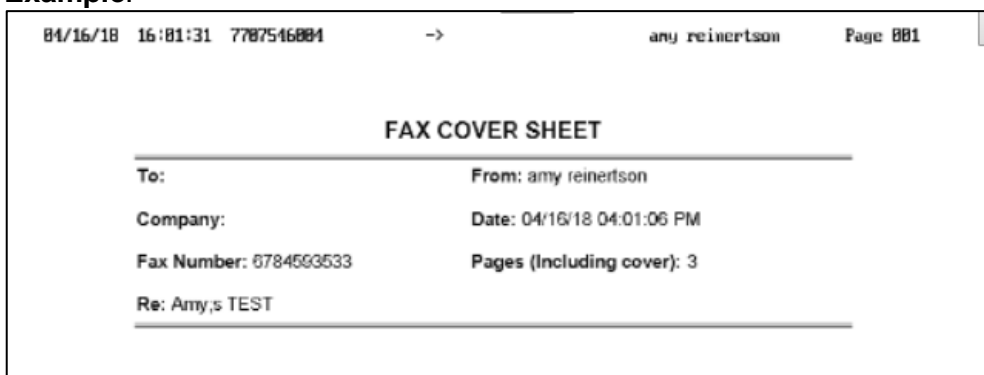 Example:
04/16/18 16:01:31 7707546004 -> amy reinertson Page 001
FAX COVER SHEET
To: From: amy reinertson
Company: Date: 04/16/18 04:01:06 PM
Fax Number: 6784593533 Pages (Including cover): 3
Re: Amy,s TEST